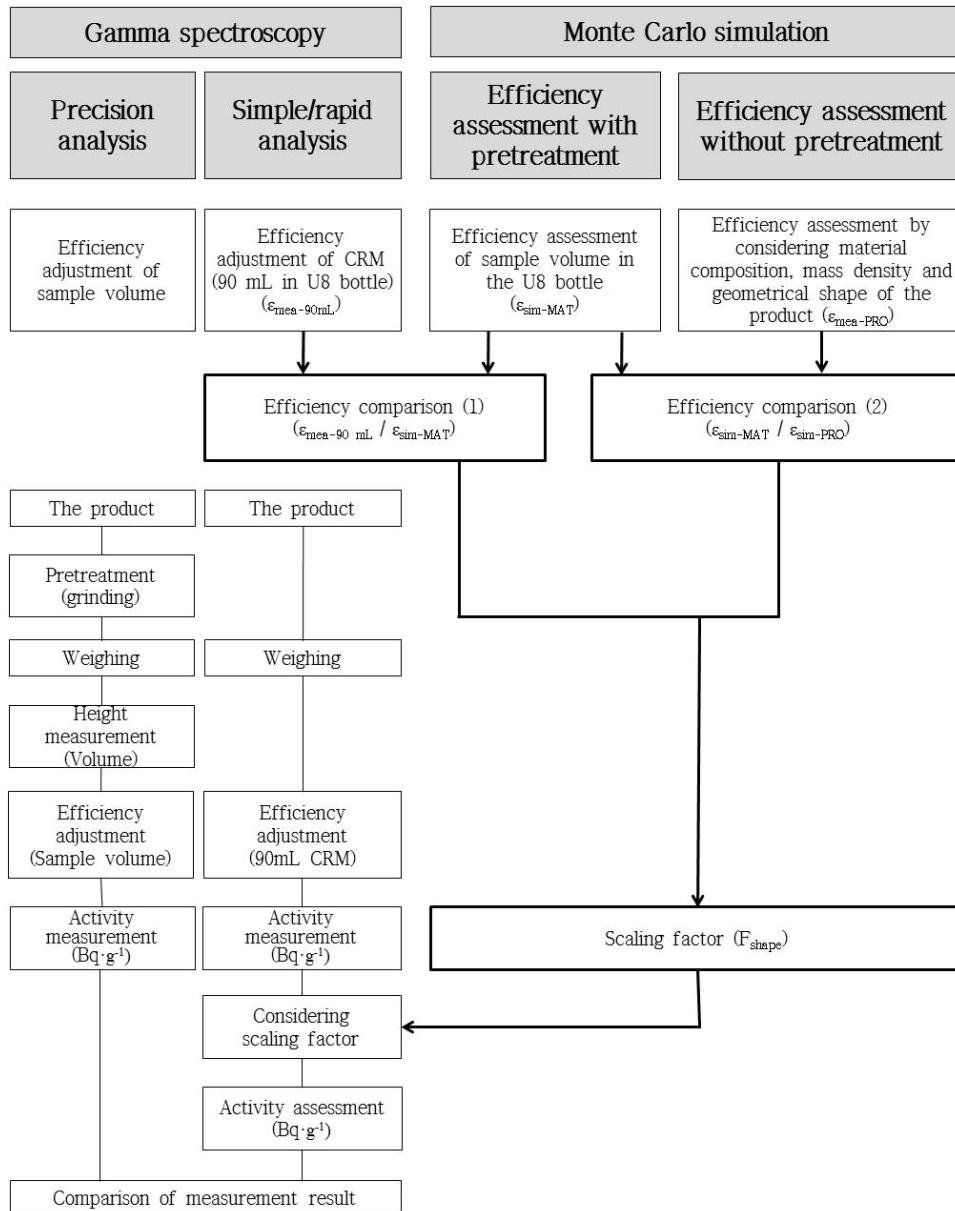 Gamma spectroscopy
Monte Carlo simulation
Precision
analysis
Simple/rapid
analysis
Efficiency
assessment with
pretreatment
Efficiency assessment
without pretreatment
Efficiency
adjustment of
sample volume
Efficiency
adjustment of CRM
(90 mL in U8 bottle)
(εmea-90mL)
Efficiency assessment
of sample volume in
the U8 bottle
(εsim-MAT)
Efficiency assessment by
considering material
composition, mass density and
geometrical shape of the
product (εmea-PRO)
Efficiency comparison (1)
(εmea-90 mL / εsim-MAT)
Efficiency comparison (2)
(εsim-MAT / εsim-PRO)
The product
The product
Pretreatment
(grinding)
Weighing
Weighing
Height
measurement
(Volume)
Efficiency
adjustment
(Sample volume)
Efficiency
adjustment
(90mL CRM)
Activity
measurement
(Bq·g-1)
Activity
measurement
(Bq·g-1)
Scaling factor (Fshape)
Considering
scaling factor
Activity assessment
(Bq·g-1)
Comparison of measurement result